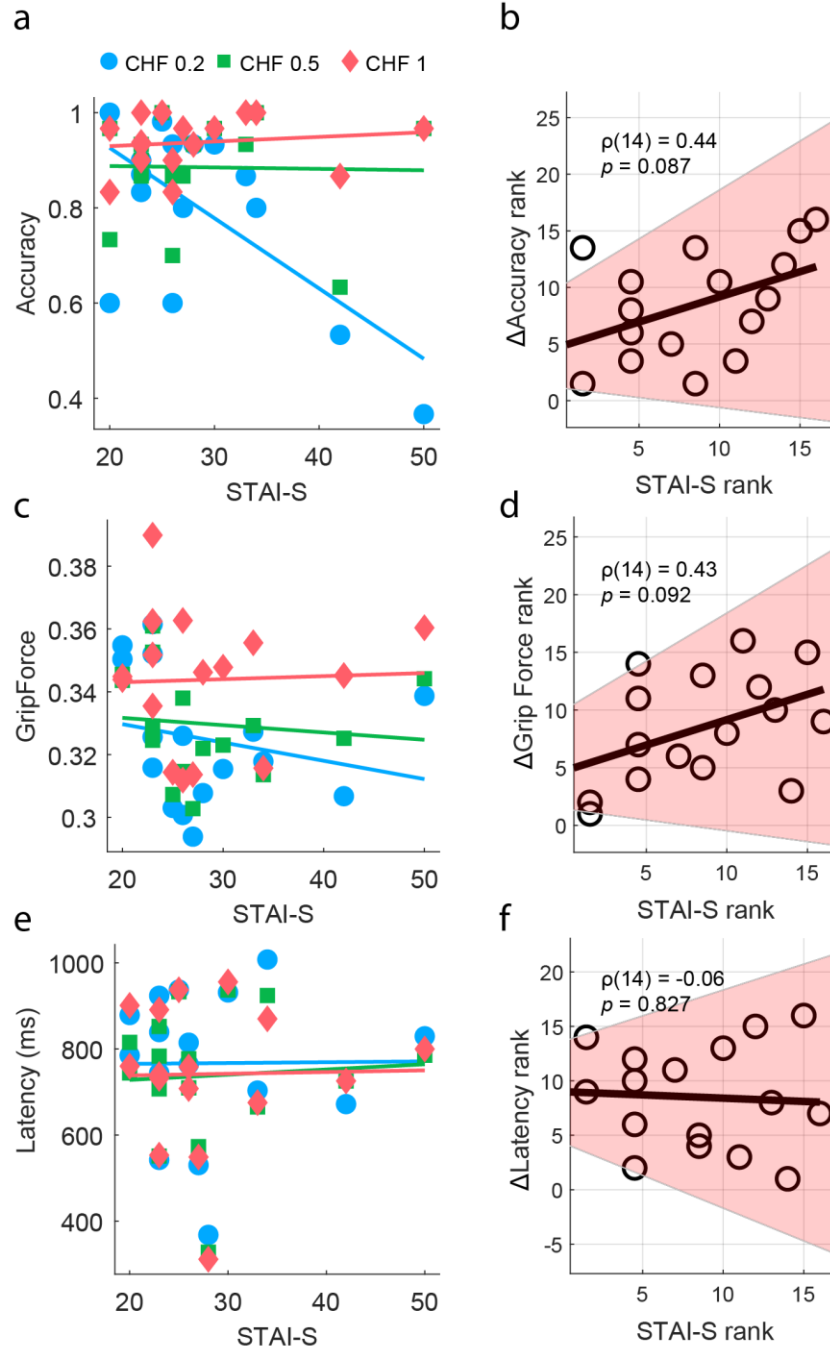 a
CHF 0.2 CHF 0.5 CHF 1
Accuracy
1
0.8
0.6
0.4
20 30 40 50
STAI-S
b
ρ(14) = 0.44
p = 0.087
ΔAccuracy rank
25
20
15
10
5
0
5 10 15
STAI-S rank
c
GripForce
0.38
0.36
0.34
0.32
0.3
20 30 40 50
STAI-S
d
ρ(14) = 0.43
p = 0.092
ΔGrip Force rank
25
20
15
10
5
0
5 10 15
STAI-S rank
e
Latency (ms)
1000
800
600
400
20 30 40 50
STAI-S
f
ρ(14) = -0.06
p = 0.827
ΔLatency rank
20
15
10
5
0
-5
5 10 15
STAI-S rank